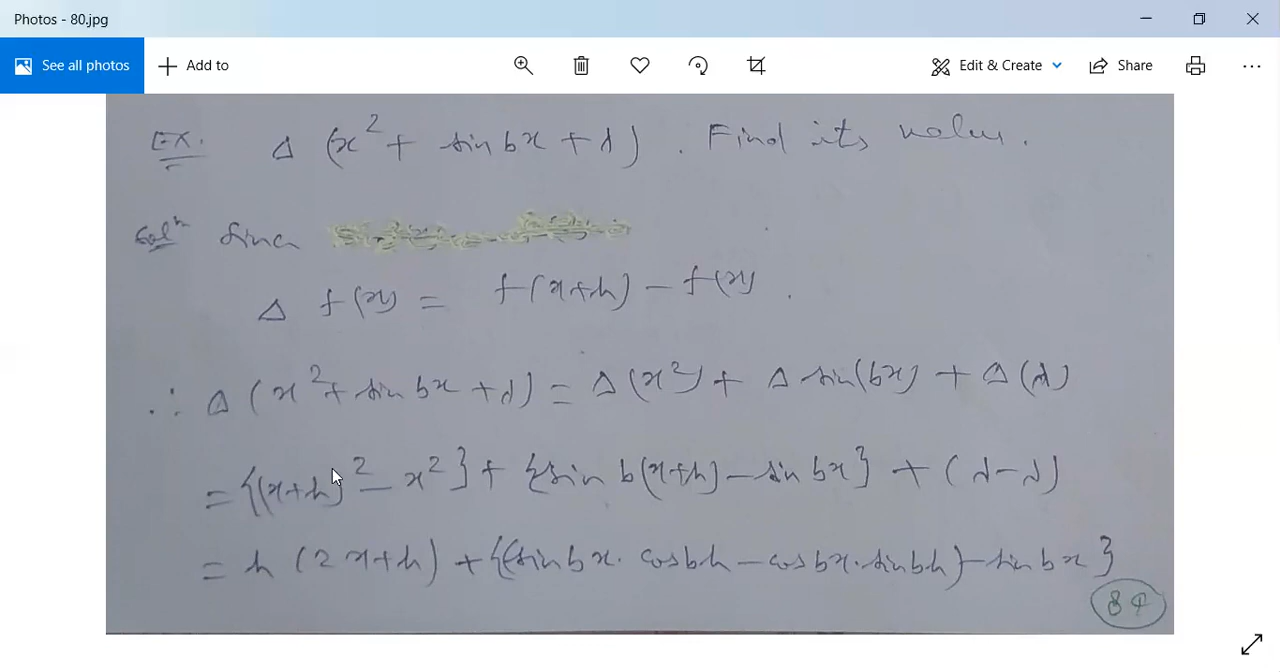 Photos - 80.jpg
See all photos
Add to
Edit & Create
Share
Ex. Δ (x² + sin bx + λ). Find its value.
Solⁿ Since
Δ f(x) = f(x+h) - f(x).
∴ Δ (x² + sin bx + λ) = Δ(x²) + Δ sin(bx) + Δ(λ)
= {(x+h)² - x²} + {sin b(x+h) - sin bx} + (λ - λ)
= h (2x+h) + {(sin bx. cos bh - cos bx. sin bh) - sin bx}
84